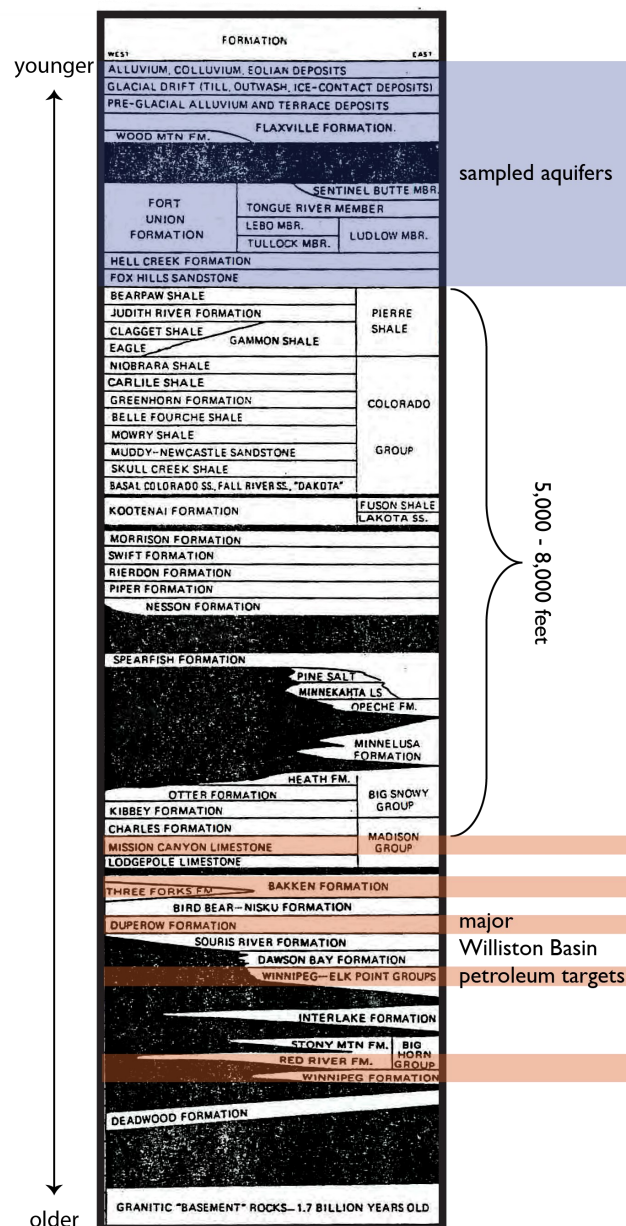 FORMATION
WEST EAST
younger
ALLUVIUM, COLLUVIUM, EOLIAN DEPOSITS
GLACIAL DRIFT (TILL, OUTWASH, ICE-CONTACT DEPOSITS)
PRE-GLACIAL ALLUVIUM AND TERRACE DEPOSITS
FLAXVILLE FORMATION.
WOOD MTN FM.
sampled aquifers
SENTINEL BUTTE MBR.
FORT
UNION
FORMATION
TONGUE RIVER MEMBER
LEBO MBR.
TULLOCK MBR.
LUDLOW MBR.
HELL CREEK FORMATION
FOX HILLS SANDSTONE
BEARPAW SHALE
JUDITH RIVER FORMATION
CLAGGET SHALE
EAGLE
GAMMON SHALE
PIERRE
SHALE
NIOBRARA SHALE
CARLILE SHALE
GREENHORN FORMATION
BELLE FOURCHE SHALE
MOWRY SHALE
MUDDY--NEWCASTLE SANDSTONE
SKULL CREEK SHALE
BASAL COLORADO SS., FALL RIVER SS., "DAKOTA"
COLORADO
GROUP
KOOTENAI FORMATION
FUSON SHALE
LAKOTA SS.
5,000 - 8,000 feet
MORRISON FORMATION
SWIFT FORMATION
RIERDON FORMATION
PIPER FORMATION
NESSON FORMATION
SPEARFISH FORMATION
PINE SALT
MINNEKAHTA LS
OPECHE FM.
MINNELUSA
FORMATION
HEATH FM.
OTTER FORMATION
KIBBEY FORMATION
BIG SNOWY
GROUP
CHARLES FORMATION
MISSION CANYON LIMESTONE
LODGEPOLE LIMESTONE
MADISON
GROUP
THREE FORKS FM.
BAKKEN FORMATION
BIRD BEAR--NISKU FORMATION
DUPEROW FORMATION
SOURIS RIVER FORMATION
DAWSON BAY FORMATION
WINNIPEG--ELK POINT GROUPS
major
Williston Basin
petroleum targets
INTERLAKE FORMATION
STONY MTN FM.
RED RIVER FM.
BIG
HORN
GROUP
WINNIPEG FORMATION
DEADWOOD FORMATION
GRANITIC "BASEMENT" ROCKS--1.7 BILLION YEARS OLD
older